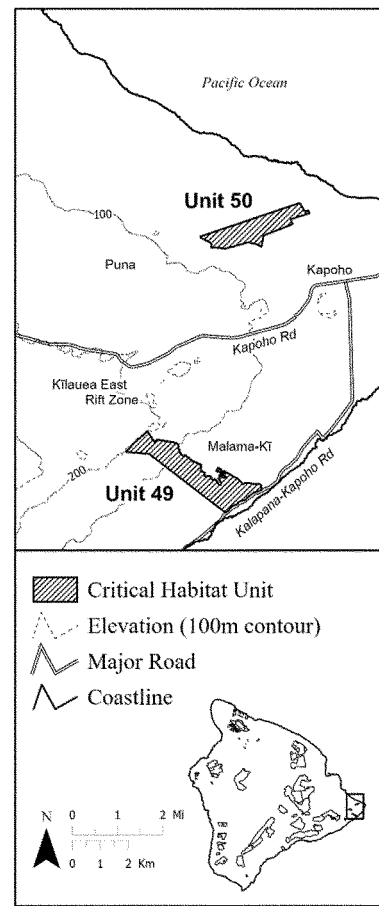 Pacific Ocean
Unit 50
100
Puna
Kapoho
Kapoho Rd
Kīlauea East
Rift Zone
Malama-Kī
200
Unit 49
Kalapana-Kapoho Rd
Critical Habitat Unit
Elevation (100m contour)
Major Road
Coastline
N
0 1 2 Mi
0 1 2 Km